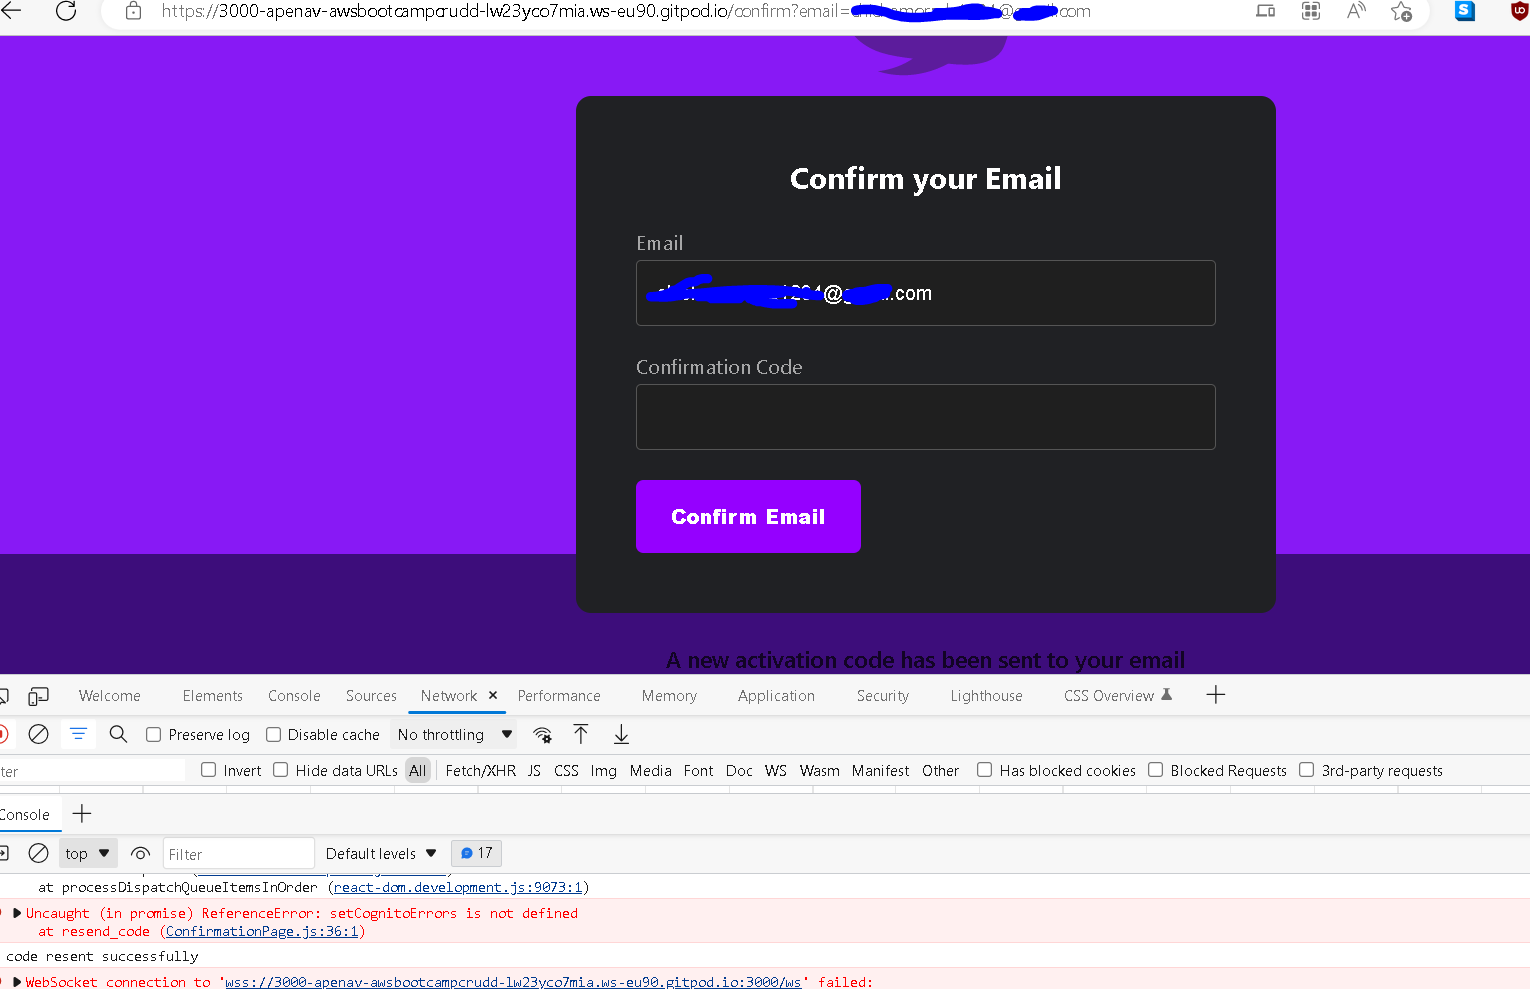 https://3000-apenav-awsbootcampcrudd-lw23yco7mia.ws-eu90.gitpod.io/confirm?email=
Confirm your Email
Email
.com
Confirmation Code
Confirm Email
A new activation code has been sent to your email
Welcome Elements Console Sources Network × Performance Memory Application Security Lighthouse CSS Overview
Preserve log Disable cache No throttling
Invert Hide data URLs All Fetch/XHR JS CSS Img Media Font Doc WS Wasm Manifest Other Has blocked cookies Blocked Requests 3rd-party requests
Console
top Filter Default levels 17
at processDispatchQueueItemsInOrder (react-dom.development.js:9073:1)
Uncaught (in promise) ReferenceError: setCognitoErrors is not defined
at resend_code (ConfirmationPage.js:36:1)
code resent successfully
WebSocket connection to 'wss://3000-apenav-awsbootcampcrudd-lw23yco7mia.ws-eu90.gitpod.io:3000/ws' failed: